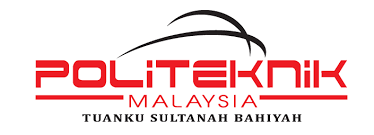 POLITEKNIK
MALAYSIA
TUANKU SULTANAH BAHIYAH